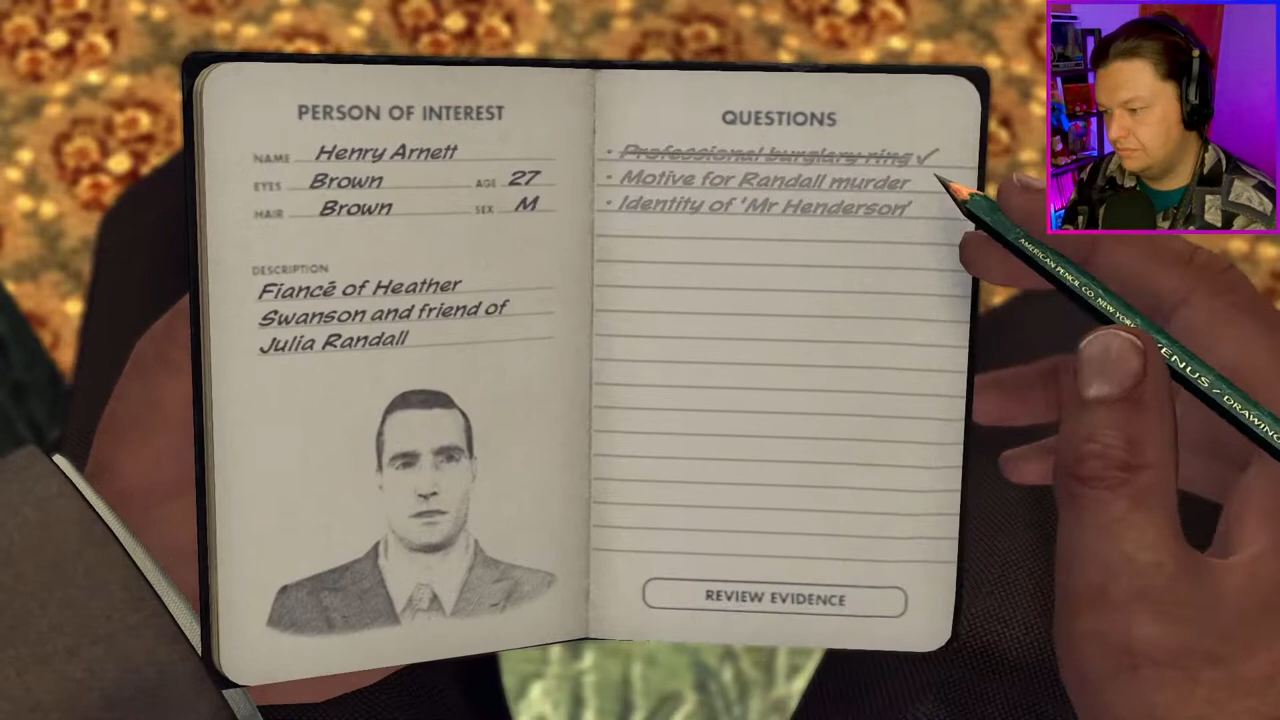 PERSON OF INTEREST
NAME Henry Arnett
EYES Brown AGE 27
HAIR Brown SEX M
DESCRIPTION
Fiancé of Heather
Swanson and friend of
Julia Randall
QUESTIONS
• Professional burglary ring ✓
• Motive for Randall murder
• Identity of 'Mr Henderson'
REVIEW EVIDENCE
AMERICAN PENCIL CO. NEW YORK
VENUS / DRAWING